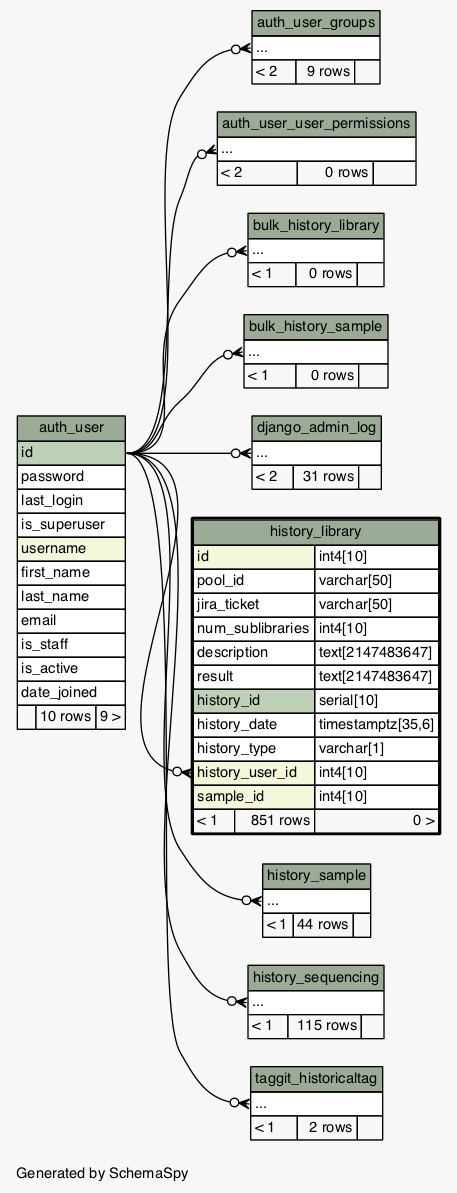 auth_user_groups
...
< 2 9 rows
auth_user_user_permissions
...
< 2 0 rows
bulk_history_library
...
< 1 0 rows
bulk_history_sample
...
< 1 0 rows
django_admin_log
...
< 2 31 rows
auth_user
id
password
last_login
is_superuser
username
first_name
last_name
email
is_staff
is_active
date_joined
10 rows 9 >
history_library
id int4[10]
pool_id varchar[50]
jira_ticket varchar[50]
num_sublibraries int4[10]
description text[2147483647]
result text[2147483647]
history_id serial[10]
history_date timestamptz[35,6]
history_type varchar[1]
history_user_id int4[10]
sample_id int4[10]
< 1 851 rows 0 >
history_sample
...
< 1 44 rows
history_sequencing
...
< 1 115 rows
taggit_historicaltag
...
< 1 2 rows
Generated by SchemaSpy